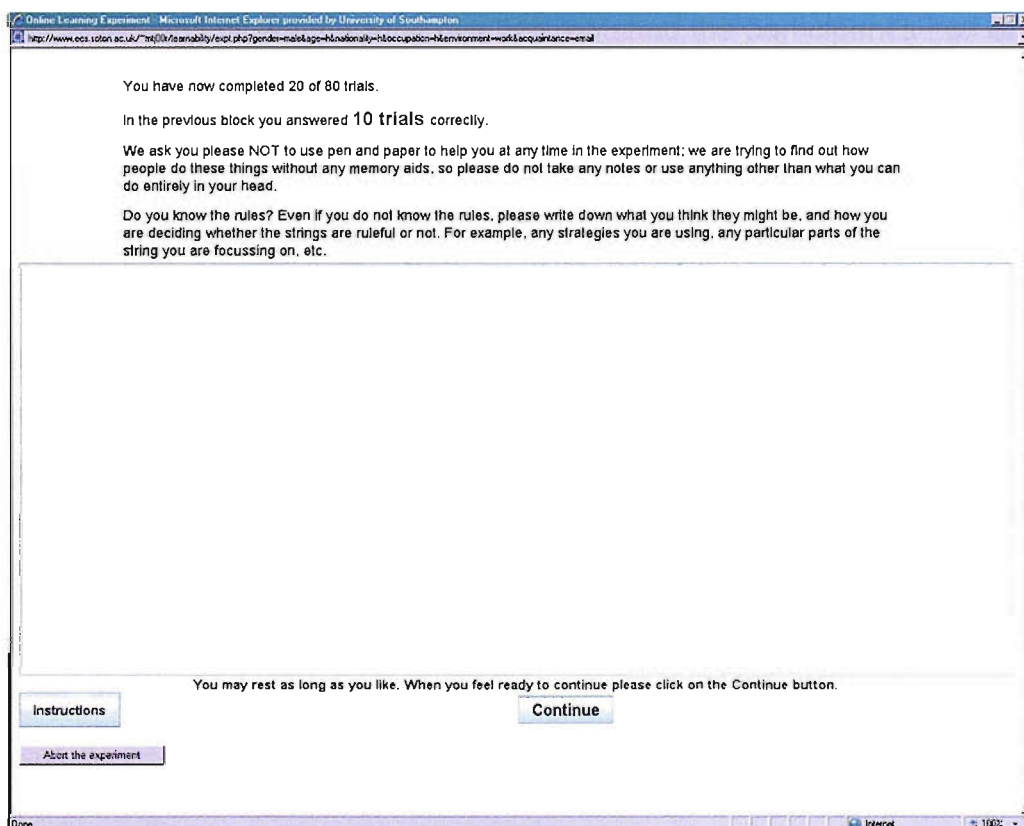 Online Learning Experiment - Microsoft Internet Explorer provided by University of Southampton
You have now completed 20 of 80 trials.
In the previous block you answered 10 trials correctly.
We ask you please NOT to use pen and paper to help you at any time in the experiment; we are trying to find out how
people do these things without any memory aids, so please do not take any notes or use anything other than what you can
do entirely in your head.
Do you know the rules? Even if you do not know the rules, please write down what you think they might be, and how you
are deciding whether the strings are ruleful or not. For example, any strategies you are using, any particular parts of the
string you are focussing on, etc.
You may rest as long as you like. When you feel ready to continue please click on the Continue button.
Instructions
Continue
Abort the experiment
Done
Internet
100%